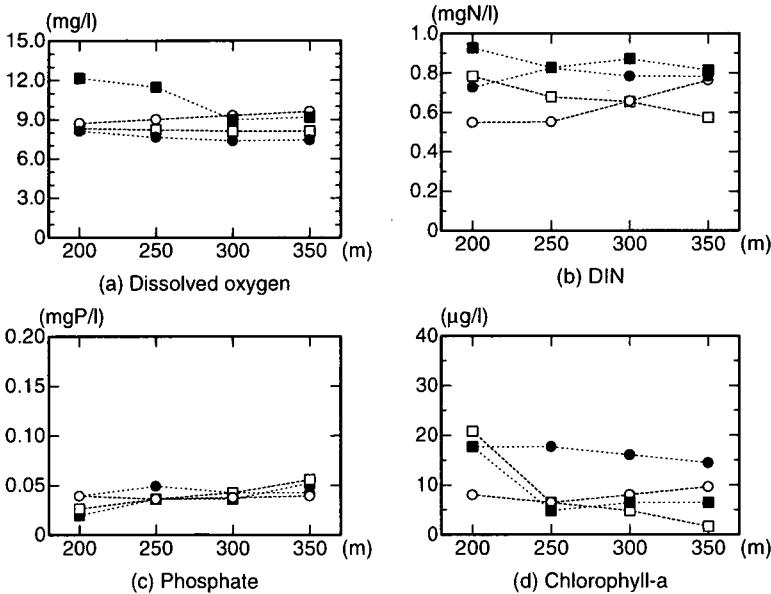 (mg/l)
15.0
12.0
9.0
6.0
3.0
0
200 250 300 350 (m)
(a) Dissolved oxygen
(mgN/l)
1.0
0.8
0.6
0.4
0.2
0
200 250 300 350 (m)
(b) DIN
(mgP/l)
0.20
0.15
0.10
0.05
0
200 250 300 350 (m)
(c) Phosphate
(µg/l)
40
30
20
10
0
200 250 300 350 (m)
(d) Chlorophyll-a